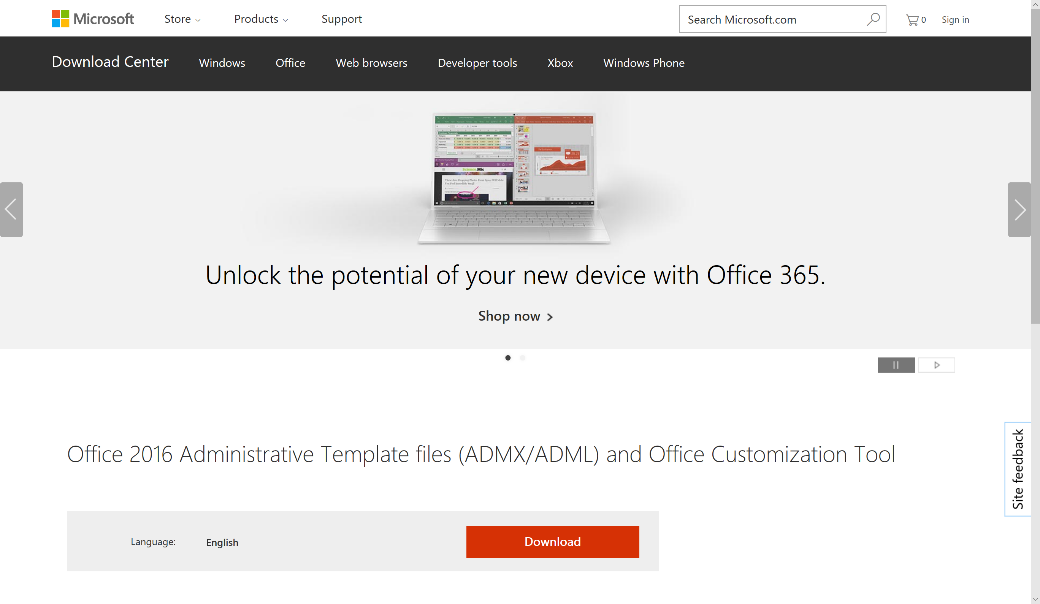 Microsoft Store Products Support Search Microsoft.com 0 Sign in
Download Center Windows Office Web browsers Developer tools Xbox Windows Phone
Unlock the potential of your new device with Office 365.
Shop now
Site feedback
Office 2016 Administrative Template files (ADMX/ADML) and Office Customization Tool
Language: English Download